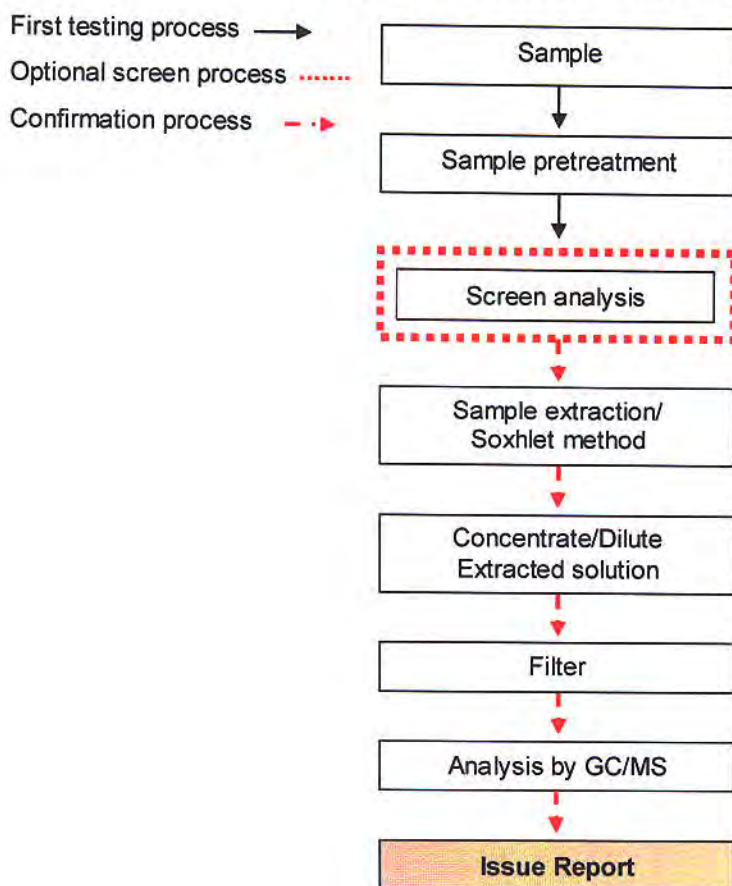 First testing process
Optional screen process
Confirmation process
Sample
Sample pretreatment
Screen analysis
Sample extraction/
Soxhlet method
Concentrate/Dilute
Extracted solution
Filter
Analysis by GC/MS
Issue Report